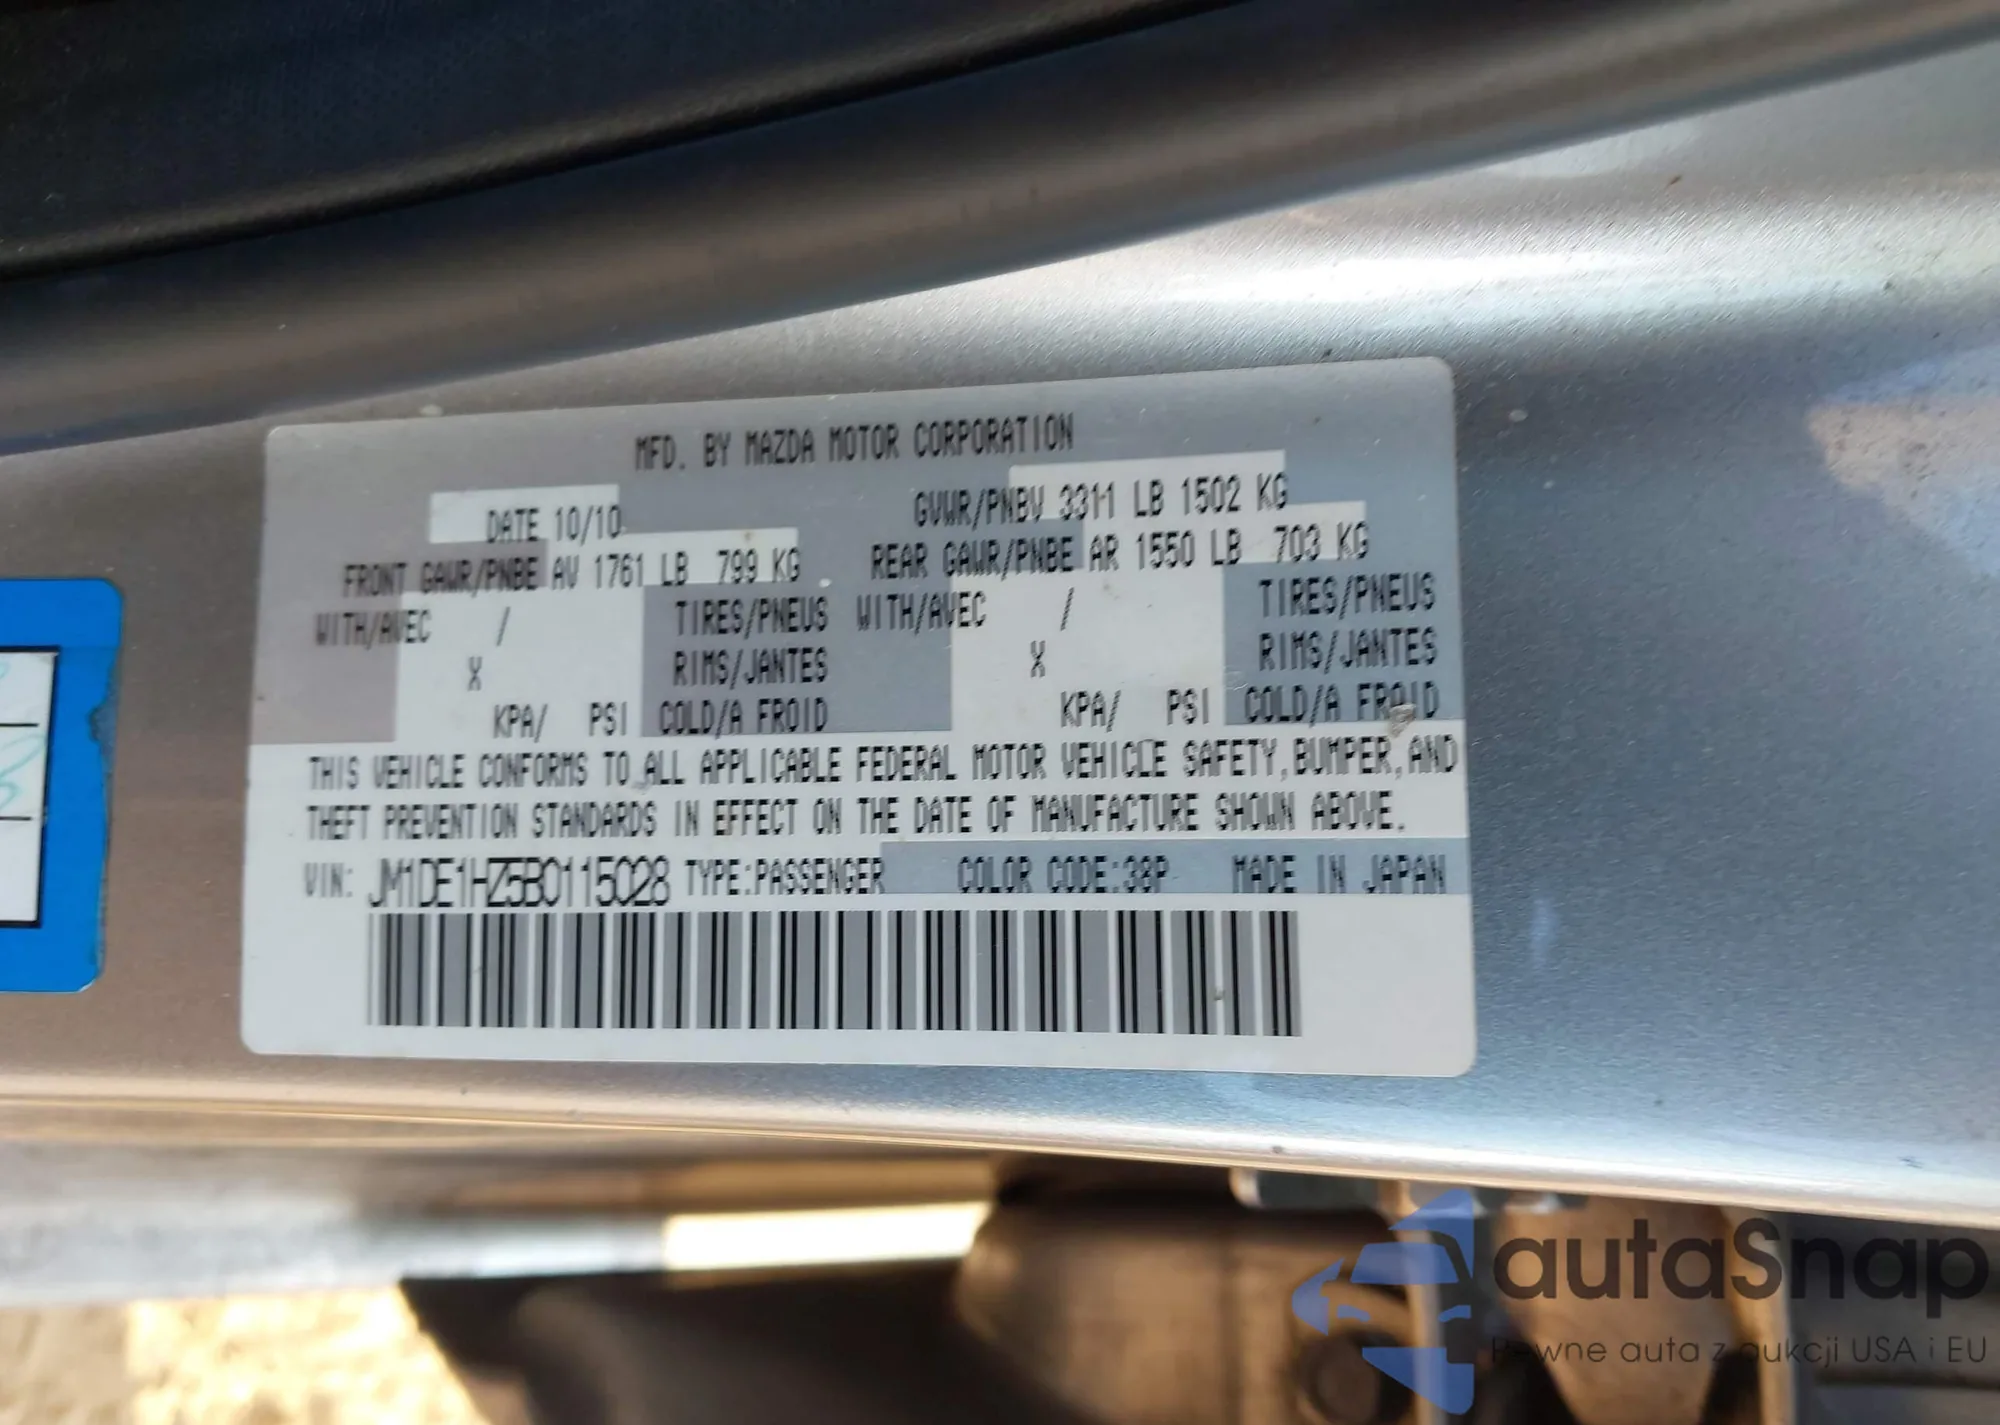 MFD. BY MAZDA MOTOR CORPORATION
DATE 10/10 GVWR/PNBV 3311 LB 1502 KG
FRONT GAWR/PNBE AV 1761 LB 799 KG REAR GAWR/PNBE AR 1550 LB 703 KG
WITH/AVEC / TIRES/PNEUS WITH/AVEC / TIRES/PNEUS
X RIMS/JANTES X RIMS/JANTES
KPA/ PSI COLD/A FROID KPA/ PSI COLD/A FROID
THIS VEHICLE CONFORMS TO ALL APPLICABLE FEDERAL MOTOR VEHICLE SAFETY, BUMPER, AND
THEFT PREVENTION STANDARDS IN EFFECT ON THE DATE OF MANUFACTURE SHOWN ABOVE.
VIN: JM1DE1HZ5B0115028 TYPE:PASSENGER COLOR CODE:38P MADE IN JAPAN
autaSnap
Pewne auta z aukcji USA i EU